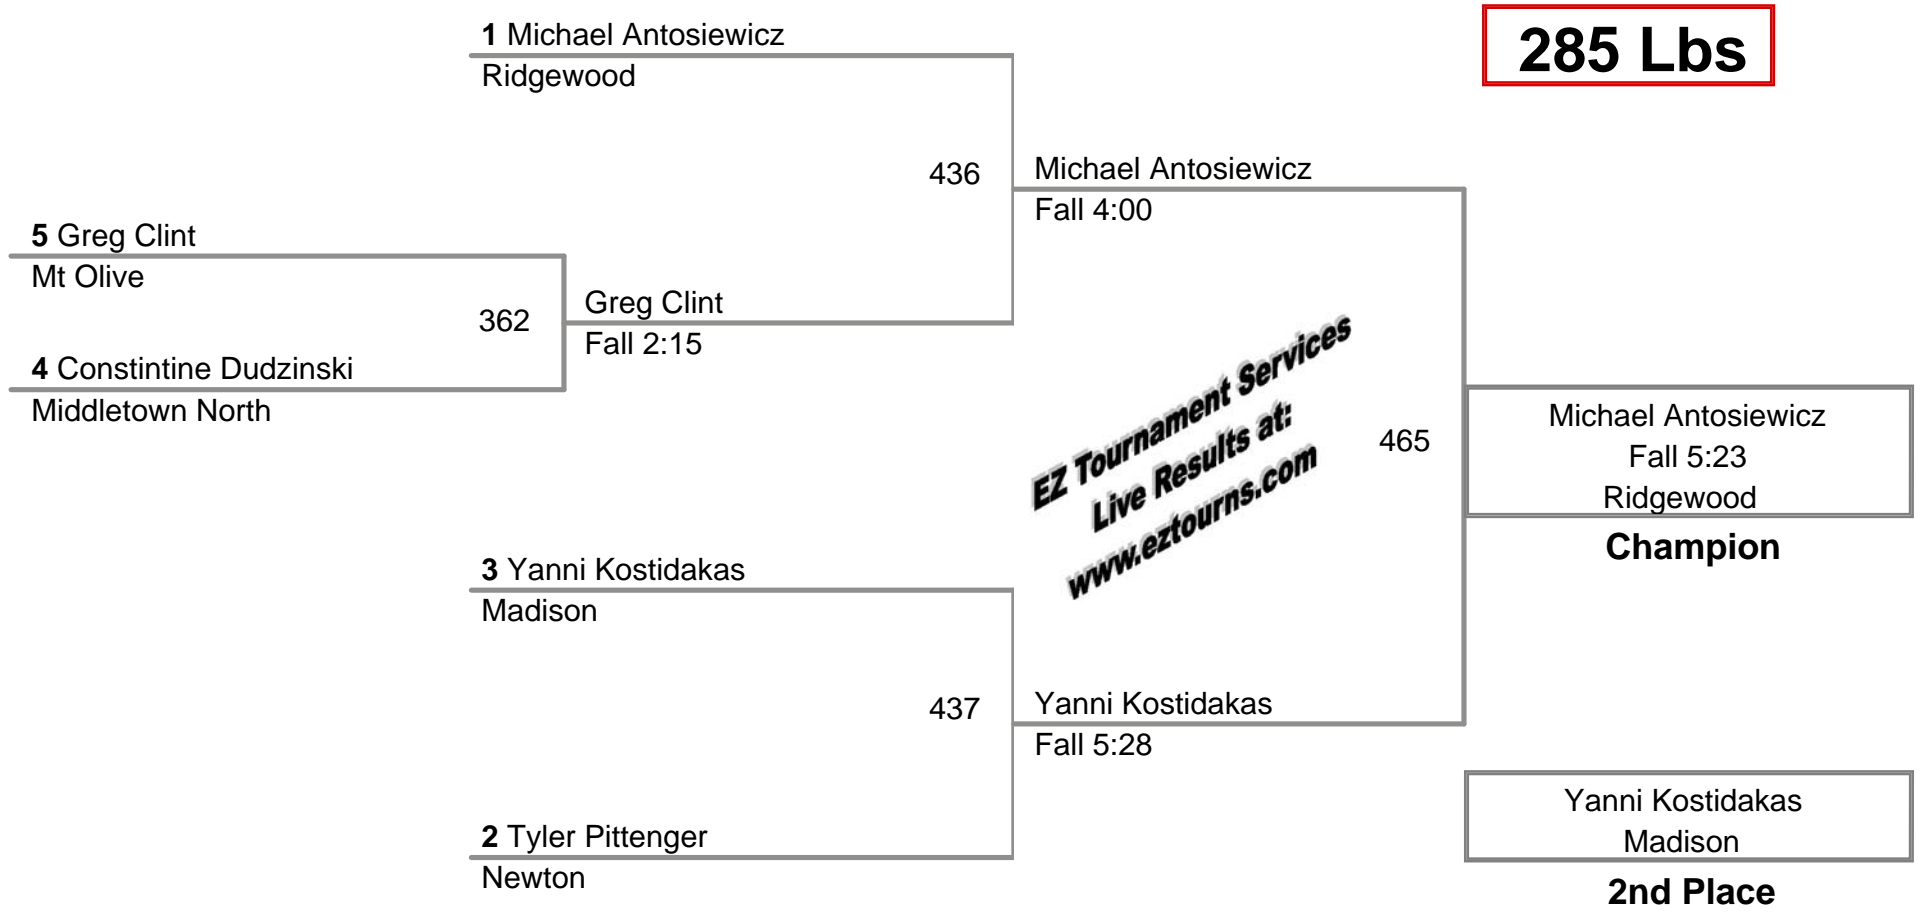 285 Lbs
1 Michael Antosiewicz
Ridgewood
436
Michael Antosiewicz
Fall 4:00
5 Greg Clint
Mt Olive
362
Greg Clint
Fall 2:15
4 Constintine Dudzinski
Middletown North
EZ Tournament Services
Live Results at:
www.eztourns.com
465
Michael Antosiewicz
Fall 5:23
Ridgewood
Champion
3 Yanni Kostidakas
Madison
437
Yanni Kostidakas
Fall 5:28
2 Tyler Pittenger
Newton
Yanni Kostidakas
Madison
2nd Place